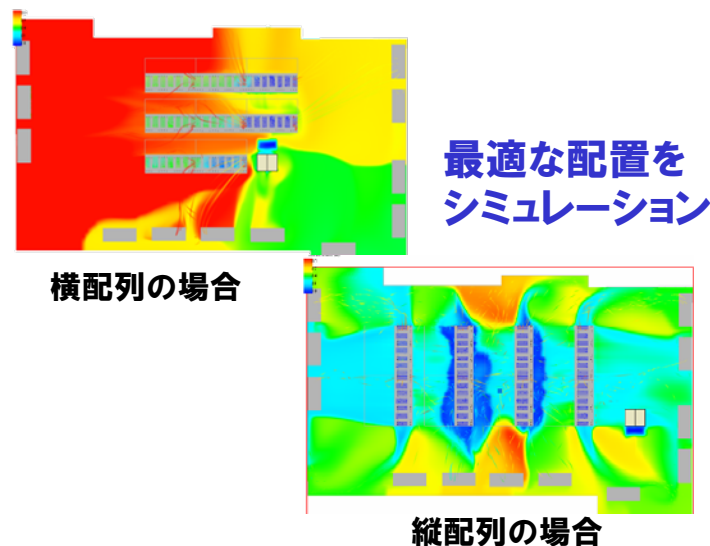 最適な配置を
シミュレーション
横配列の場合
縦配列の場合